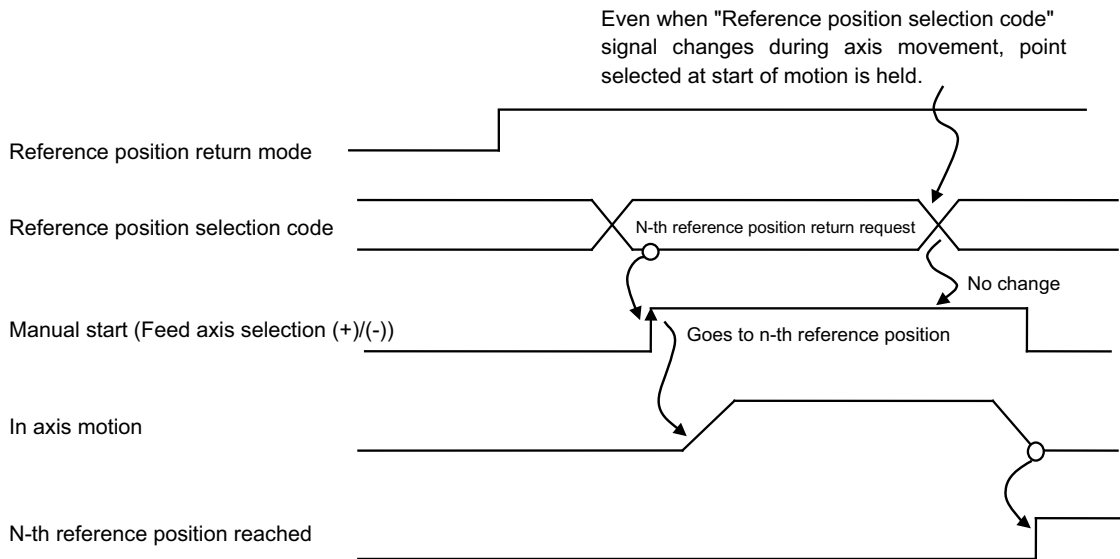 Even when "Reference position selection code"
signal changes during axis movement, point
selected at start of motion is held.
Reference position return mode
Reference position selection code
N-th reference position return request
No change
Manual start (Feed axis selection (+)/(-))
Goes to n-th reference position
In axis motion
N-th reference position reached